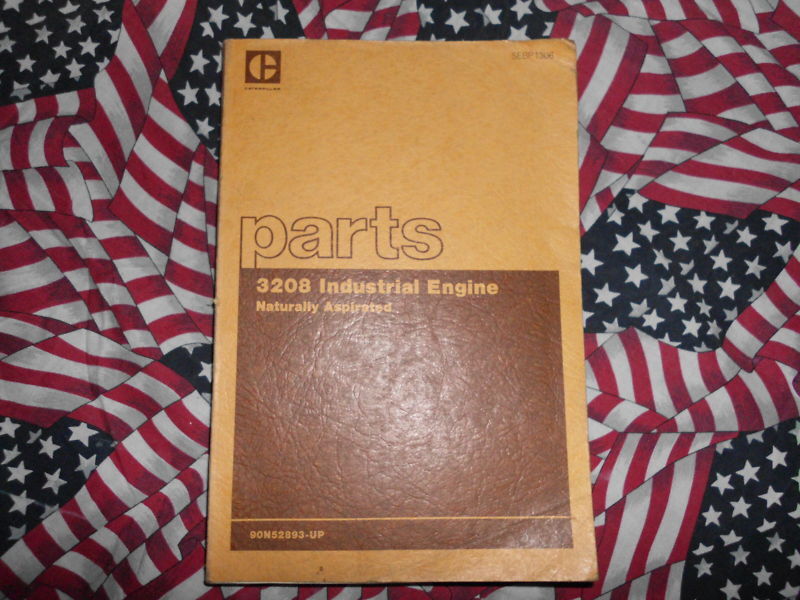 SEBP1306
C
CATERPILLAR
parts
3208 Industrial Engine
Naturally Aspirated
90N52893-UP